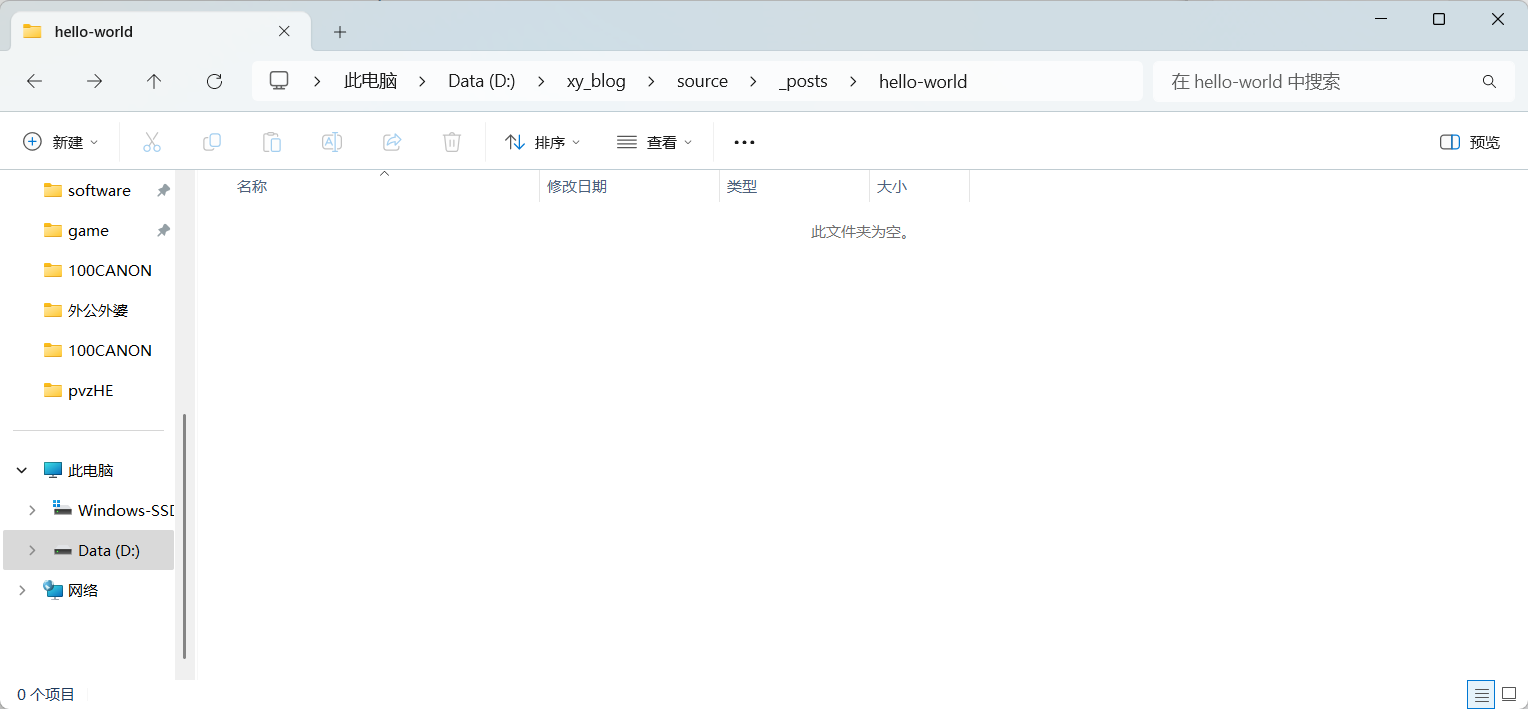 hello-world
此电脑 Data (D:) xy_blog source _posts hello-world
在 hello-world 中搜索
新建 排序 查看 预览
名称 修改日期 类型 大小
此文件夹为空。
software
game
100CANON
外公外婆
100CANON
pvzHE
此电脑
Windows-SSD
Data (D:)
网络
0 个项目